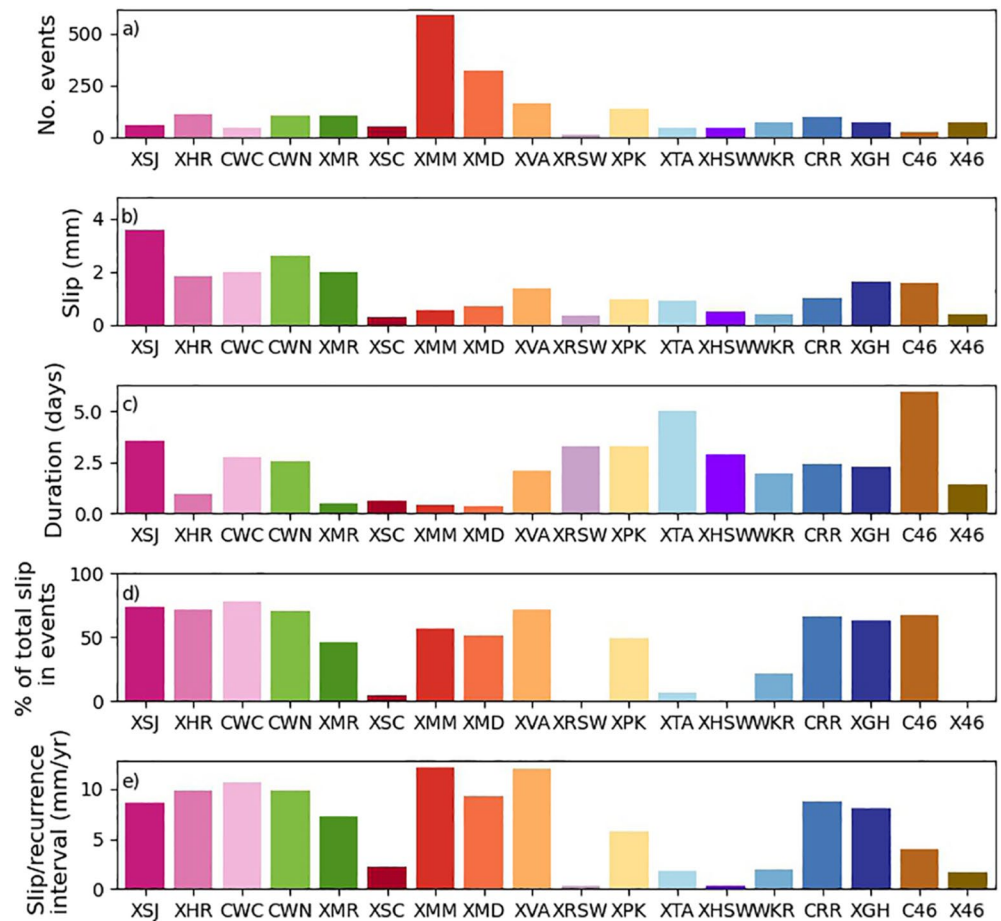 a)
No. events
500
250
0
XSJ XHR CWC CWN XMR XSC XMM XMD XVA XRSW XPK XTA XHSW WKR CRR XGH C46 X46
b)
Slip (mm)
4
2
0
XSJ XHR CWC CWN XMR XSC XMM XMD XVA XRSW XPK XTA XHSW WKR CRR XGH C46 X46
c)
Duration (days)
5.0
2.5
0.0
XSJ XHR CWC CWN XMR XSC XMM XMD XVA XRSW XPK XTA XHSW WKR CRR XGH C46 X46
d)
% of total slip
in events
100
50
0
XSJ XHR CWC CWN XMR XSC XMM XMD XVA XRSW XPK XTA XHSW WKR CRR XGH C46 X46
e)
Slip/recurrence
interval (mm/yr)
10
5
0
XSJ XHR CWC CWN XMR XSC XMM XMD XVA XRSW XPK XTA XHSW WKR CRR XGH C46 X46